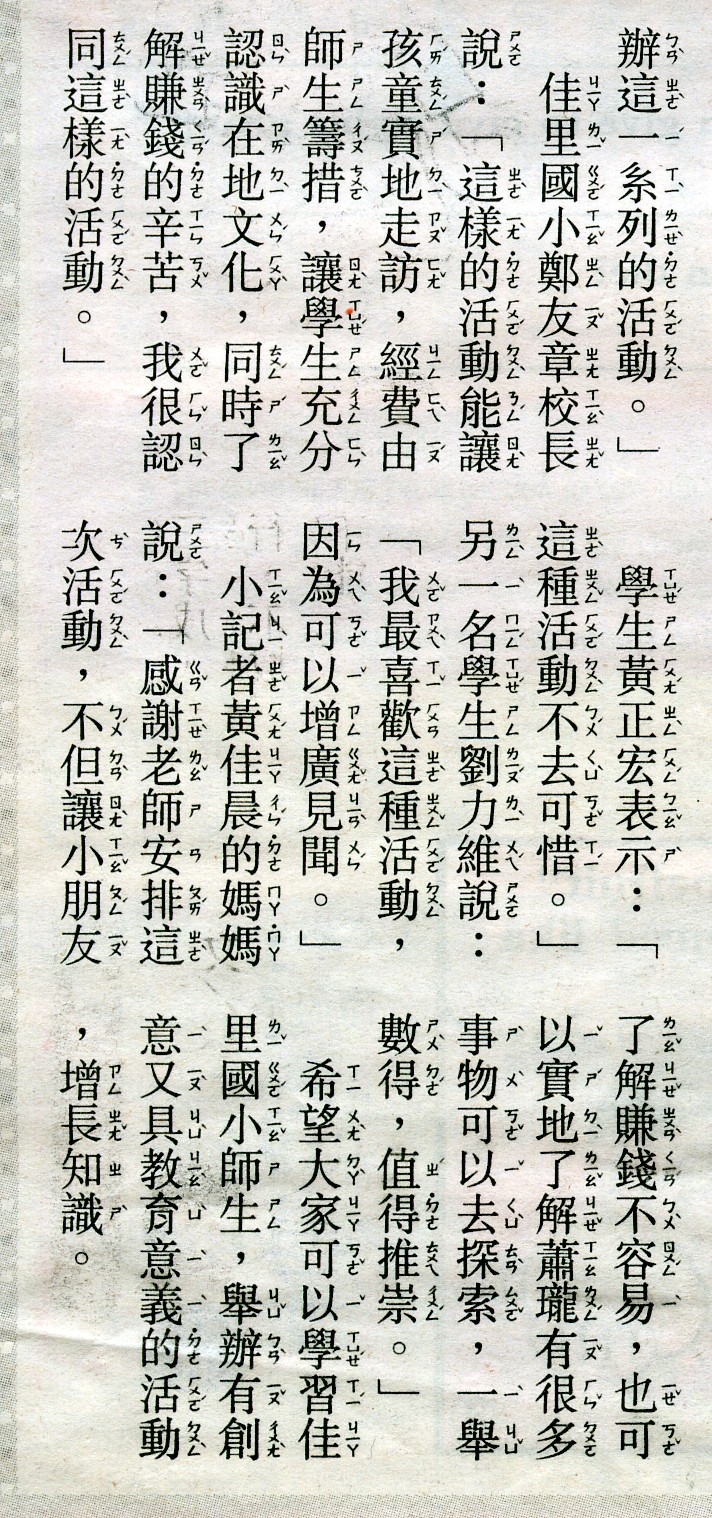 辦這一系列的活動。」
佳里國小鄭友章校長
說：「這樣的活動能讓
孩童實地走訪，經費由
師生籌措，讓學生充分
認識在地文化，同時了
解賺錢的辛苦，我很認
同這樣的活動。」
學生黃正宏表示：「
這種活動不去可惜。」
另一名學生劉力維說：
「我最喜歡這種活動，
因為可以增廣見聞。」
小記者黃佳晨的媽媽
說：「感謝老師安排這
次活動，不但讓小朋友
了解賺錢不容易，也可
以實地了解蕭瓏有很多
事物可以去探索，一舉
數得，值得推崇。」
希望大家可以學習佳
里國小師生，舉辦有創
意又具教育意義的活動
，增長知識。